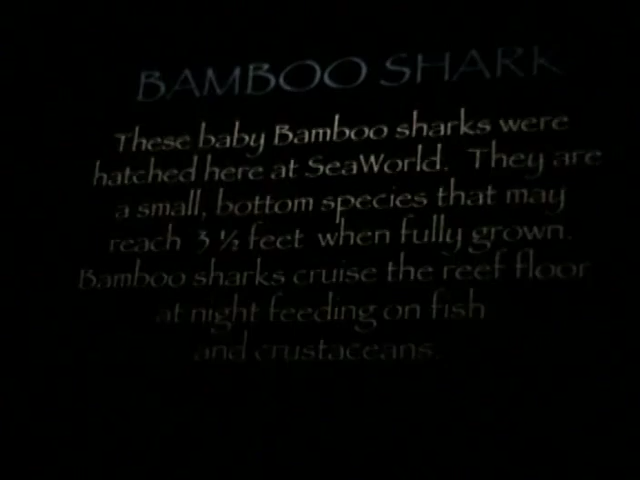 BAMBOO SHARK
These baby Bamboo sharks were
hatched here at SeaWorld. They are
a small, bottom species that may
reach 3 ½ feet when fully grown.
Bamboo sharks cruise the reef floor
at night feeding on fish
and crustaceans.